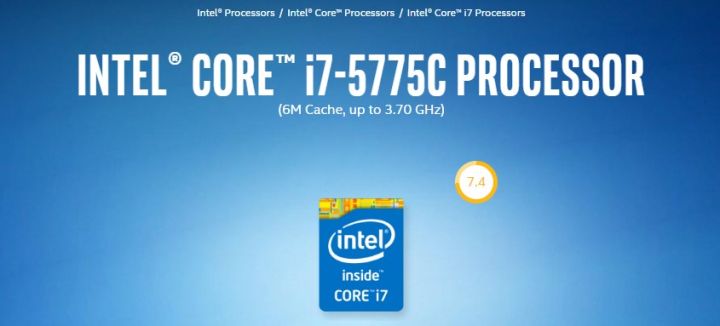 Intel® Processors / Intel® Core™ Processors / Intel® Core™ i7 Processors
INTEL® CORE™ i7-5775C PROCESSOR
(6M Cache, up to 3.70 GHz)
7.4
intel
inside™
CORE™ i7